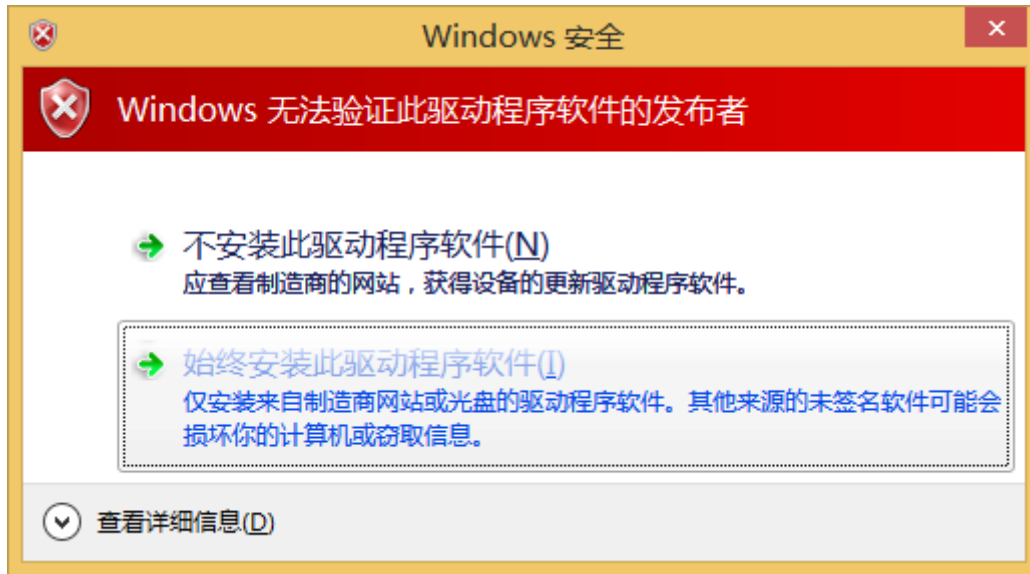 Windows 安全
Windows 无法验证此驱动程序软件的发布者
不安装此驱动程序软件(N)
应查看制造商的网站，获得设备的更新驱动程序软件。
始终安装此驱动程序软件(I)
仅安装来自制造商网站或光盘的驱动程序软件。其他来源的未签名软件可能会
损坏你的计算机或窃取信息。
查看详细信息(D)